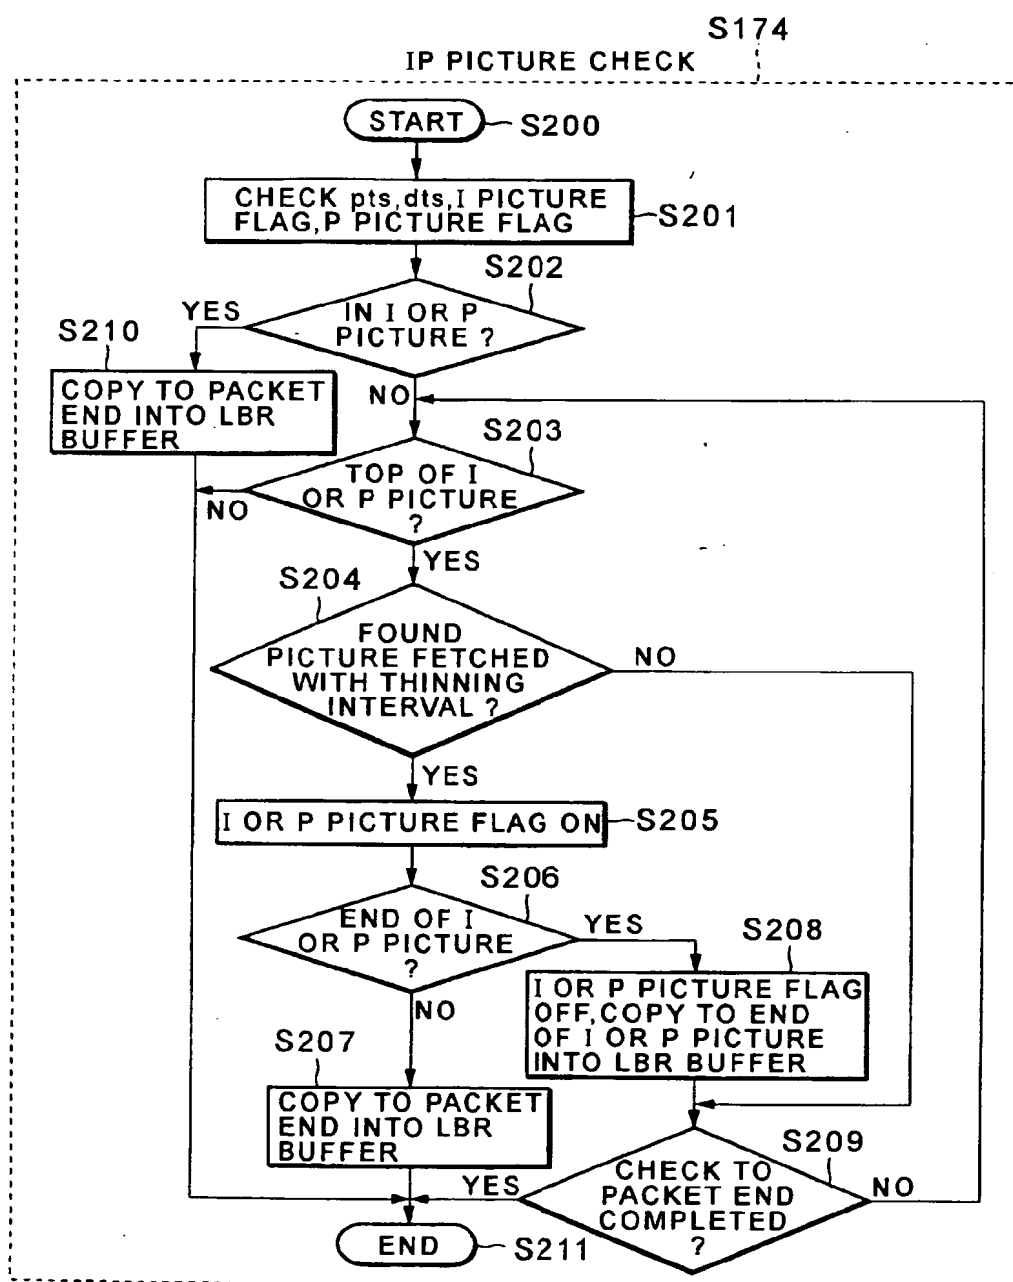 S174
IP PICTURE CHECK
START
S200
CHECK pts,dts,I PICTURE
FLAG,P PICTURE FLAG
S201
S202
IN I OR P
PICTURE ?
YES
S210
COPY TO PACKET
END INTO LBR
BUFFER
NO
S203
TOP OF I
OR P PICTURE
?
NO
YES
S204
FOUND
PICTURE FETCHED
WITH THINNING
INTERVAL ?
NO
YES
I OR P PICTURE FLAG ON
S205
S206
END OF I
OR P PICTURE
?
YES
S208
I OR P PICTURE FLAG
OFF,COPY TO END
OF I OR P PICTURE
INTO LBR BUFFER
NO
S207
COPY TO PACKET
END INTO LBR
BUFFER
S209
CHECK TO
PACKET END
COMPLETED
?
YES
NO
END
S211